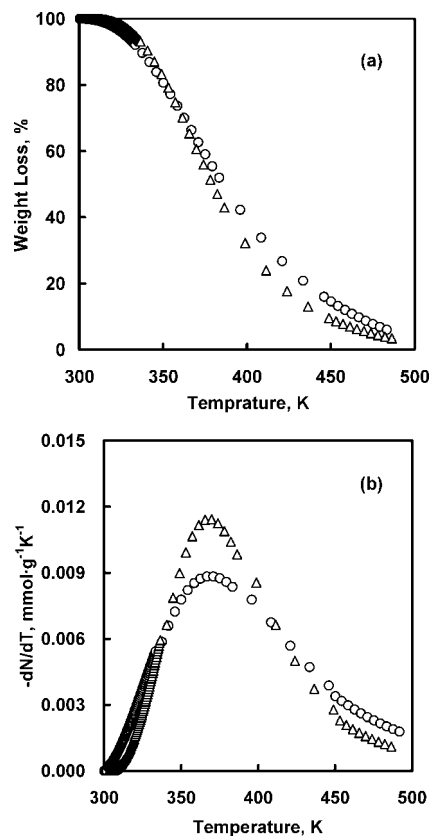 100
(a)
80
60
40
20
0
Weight Loss, %
300 350 400 450 500
Temprature, K
0.015
(b)
0.012
0.009
0.006
0.003
0.000
-dN/dT, mmol·g⁻¹K⁻¹
300 350 400 450 500
Temperature, K